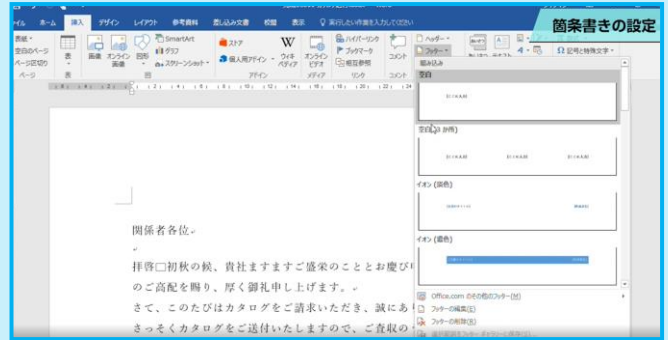 箇条書きの設定
ホーム 挿入 デザイン レイアウト 参考資料 差し込み文書 校閲 表示 実行したい作業を入力してください
表紙
空白のページ
ページ区切り
ページ
表
表
画像 オンライン画像 図形
SmartArt
グラフ
スクリーンショット
図
ストア
個人用アドイン
W
ウィキペディア
アドイン
オンラインビデオ
メディア
ハイパーリンク
ブックマーク
相互参照
リンク
コメント
コメント
ヘッダー
フッター
Ω 記号と特殊文字
組み込み
空白
空白 (3 か所)
イオン (淡色)
イオン (濃色)
Office.com のその他のフッター(M)
フッターの編集(E)
フッターの削除(R)
関係者各位
拝啓□初秋の候、貴社ますますご盛栄のこととお慶び
のご高配を賜り、厚く御礼申し上げます。
さて、このたびはカタログをご請求いただき、誠にあ
さっそくカタログをご送付いたしますので、ご査収の